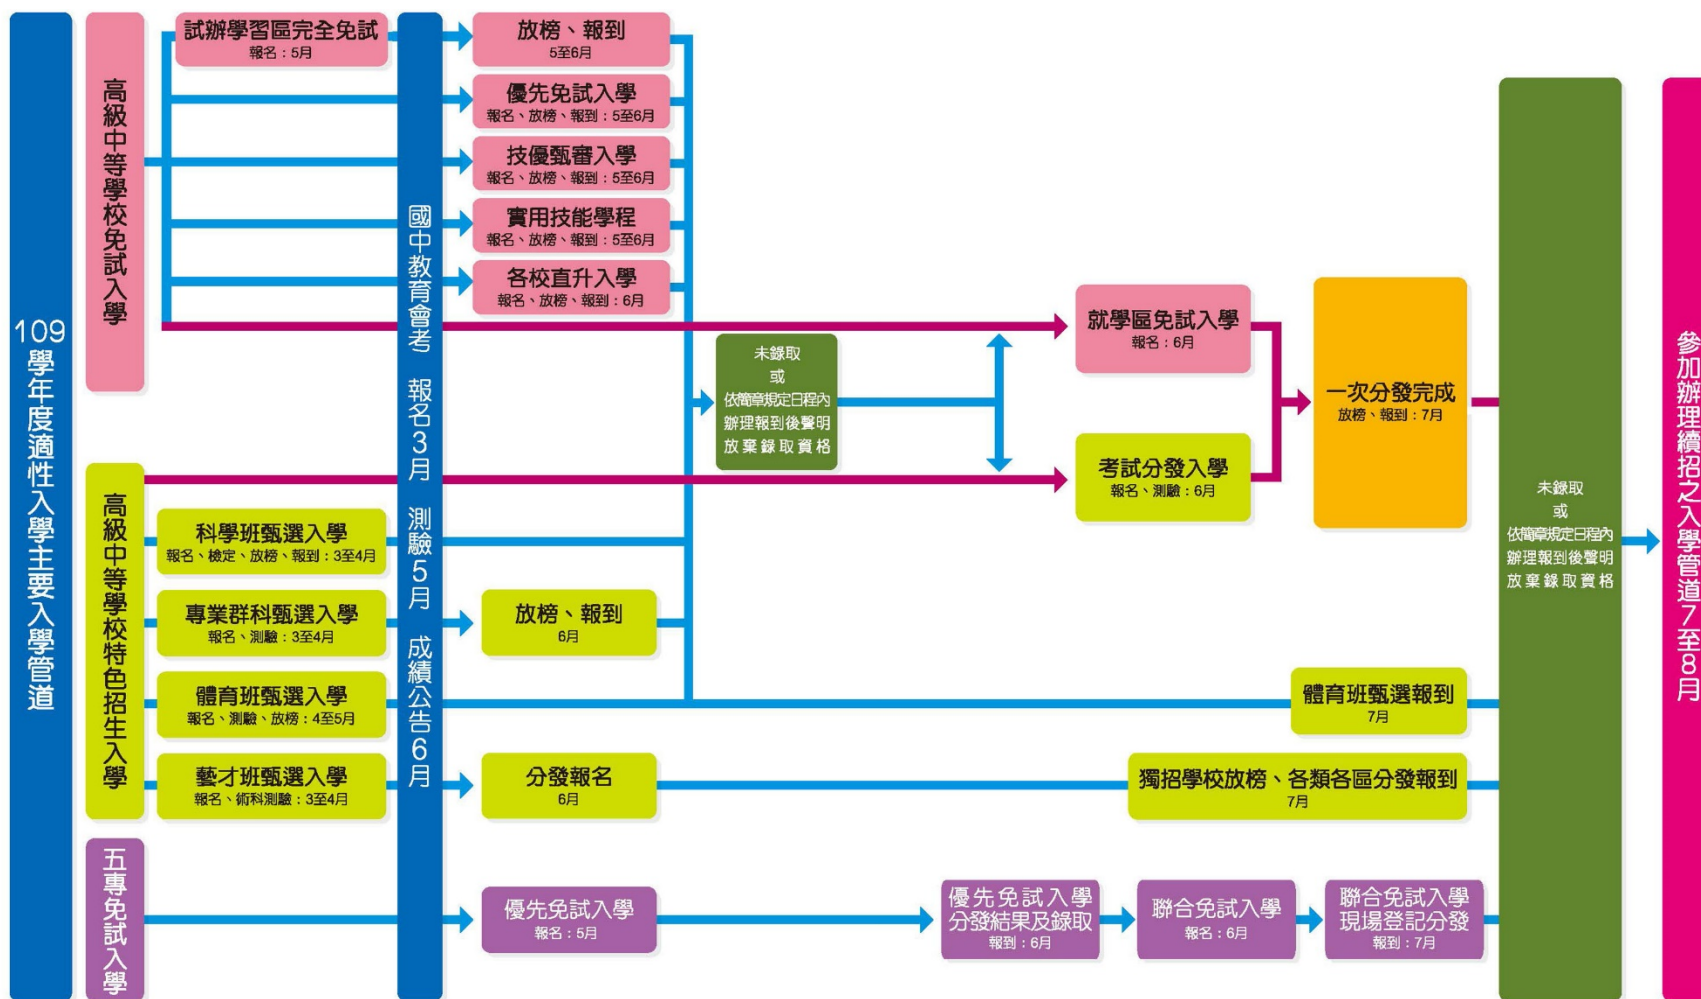 109學年度適性入學主要入學管道
高級中等學校免試入學
試辦學習區完全免試
報名：5月
放榜、報到
5至6月
優先免試入學
報名、放榜、報到：5至6月
技優甄審入學
報名、放榜、報到：5至6月
實用技能學程
報名、放榜、報到：5至6月
各校直升入學
報名、放榜、報到：6月
國中教育會考 報名3月 測驗5月 成績公告6月
未錄取
或
依簡章規定日程內
辦理報到後聲明
放棄錄取資格
就學區免試入學
報名：6月
一次分發完成
放榜、報到：7月
高級中等學校特色招生入學
考試分發入學
報名、測驗：6月
科學班甄選入學
報名、檢定、放榜、報到：3至4月
專業群科甄選入學
報名、測驗：3至4月
放榜、報到
6月
體育班甄選入學
報名、測驗、放榜：4至5月
體育班甄選報到
7月
藝才班甄選入學
報名、術科測驗：3至4月
分發報名
6月
獨招學校放榜、各類各區分發報到
7月
五專免試入學
優先免試入學
報名：5月
優先免試入學
分發結果及錄取
報到：6月
聯合免試入學
報名：6月
聯合免試入學
現場登記分發
報到：7月
未錄取
或
依簡章規定日程內
辦理報到後聲明
放棄錄取資格
參加辦理續招之入學管道7至8月